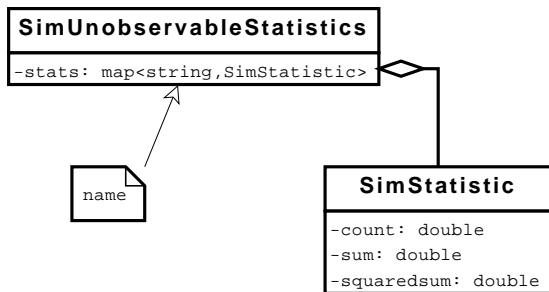 SimUnobservableStatistics
-stats: map<string,SimStatistic>
name
SimStatistic
-count: double
-sum: double
-squaredsum: double